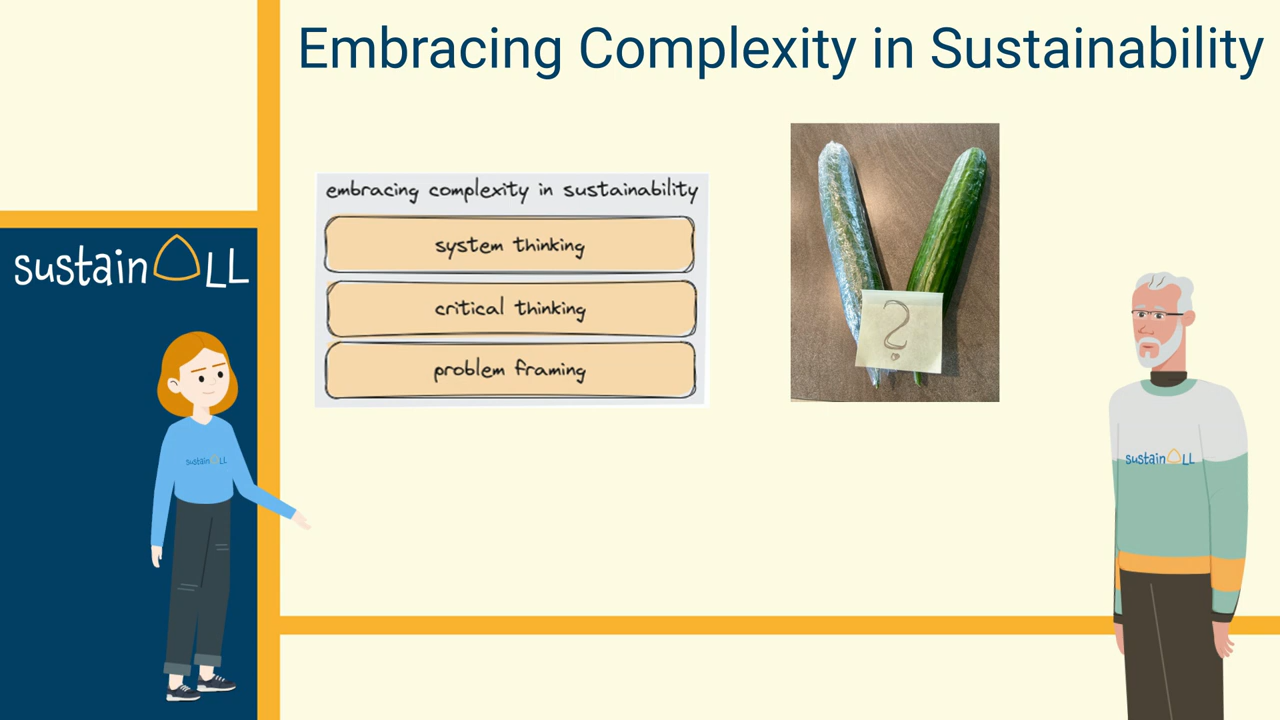 Embracing Complexity in Sustainability
embracing complexity in sustainability
system thinking
critical thinking
problem framing
?
sustainALL
sustainALL
sustainALL